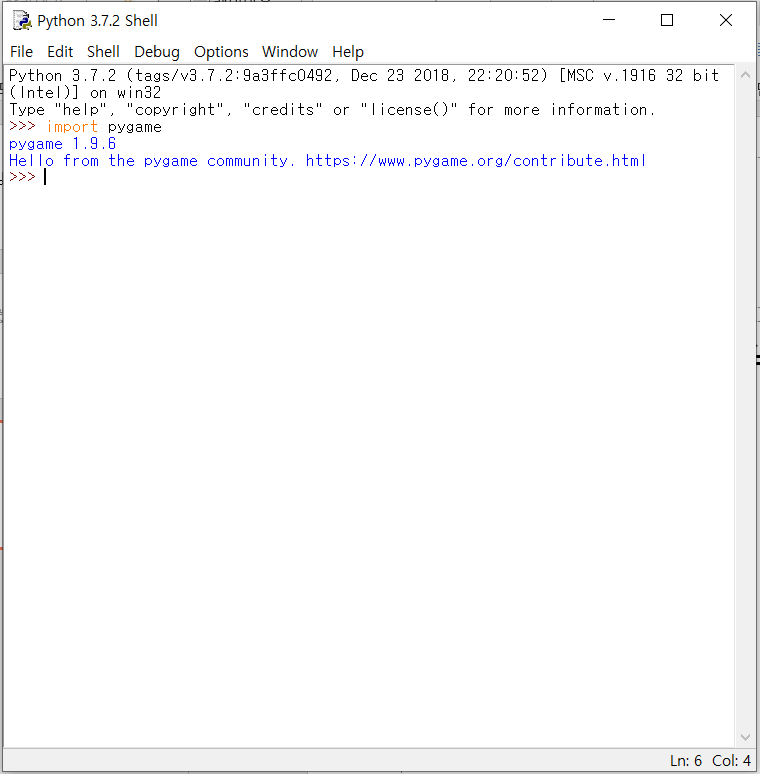 Python 3.7.2 Shell
File Edit Shell Debug Options Window Help
Python 3.7.2 (tags/v3.7.2:9a3ffc0492, Dec 23 2018, 22:20:52) [MSC v.1916 32 bit
(Intel)] on win32
Type "help", "copyright", "credits" or "license()" for more information.
>>> import pygame
pygame 1.9.6
Hello from the pygame community. https://www.pygame.org/contribute.html
>>>
Ln: 6 Col: 4